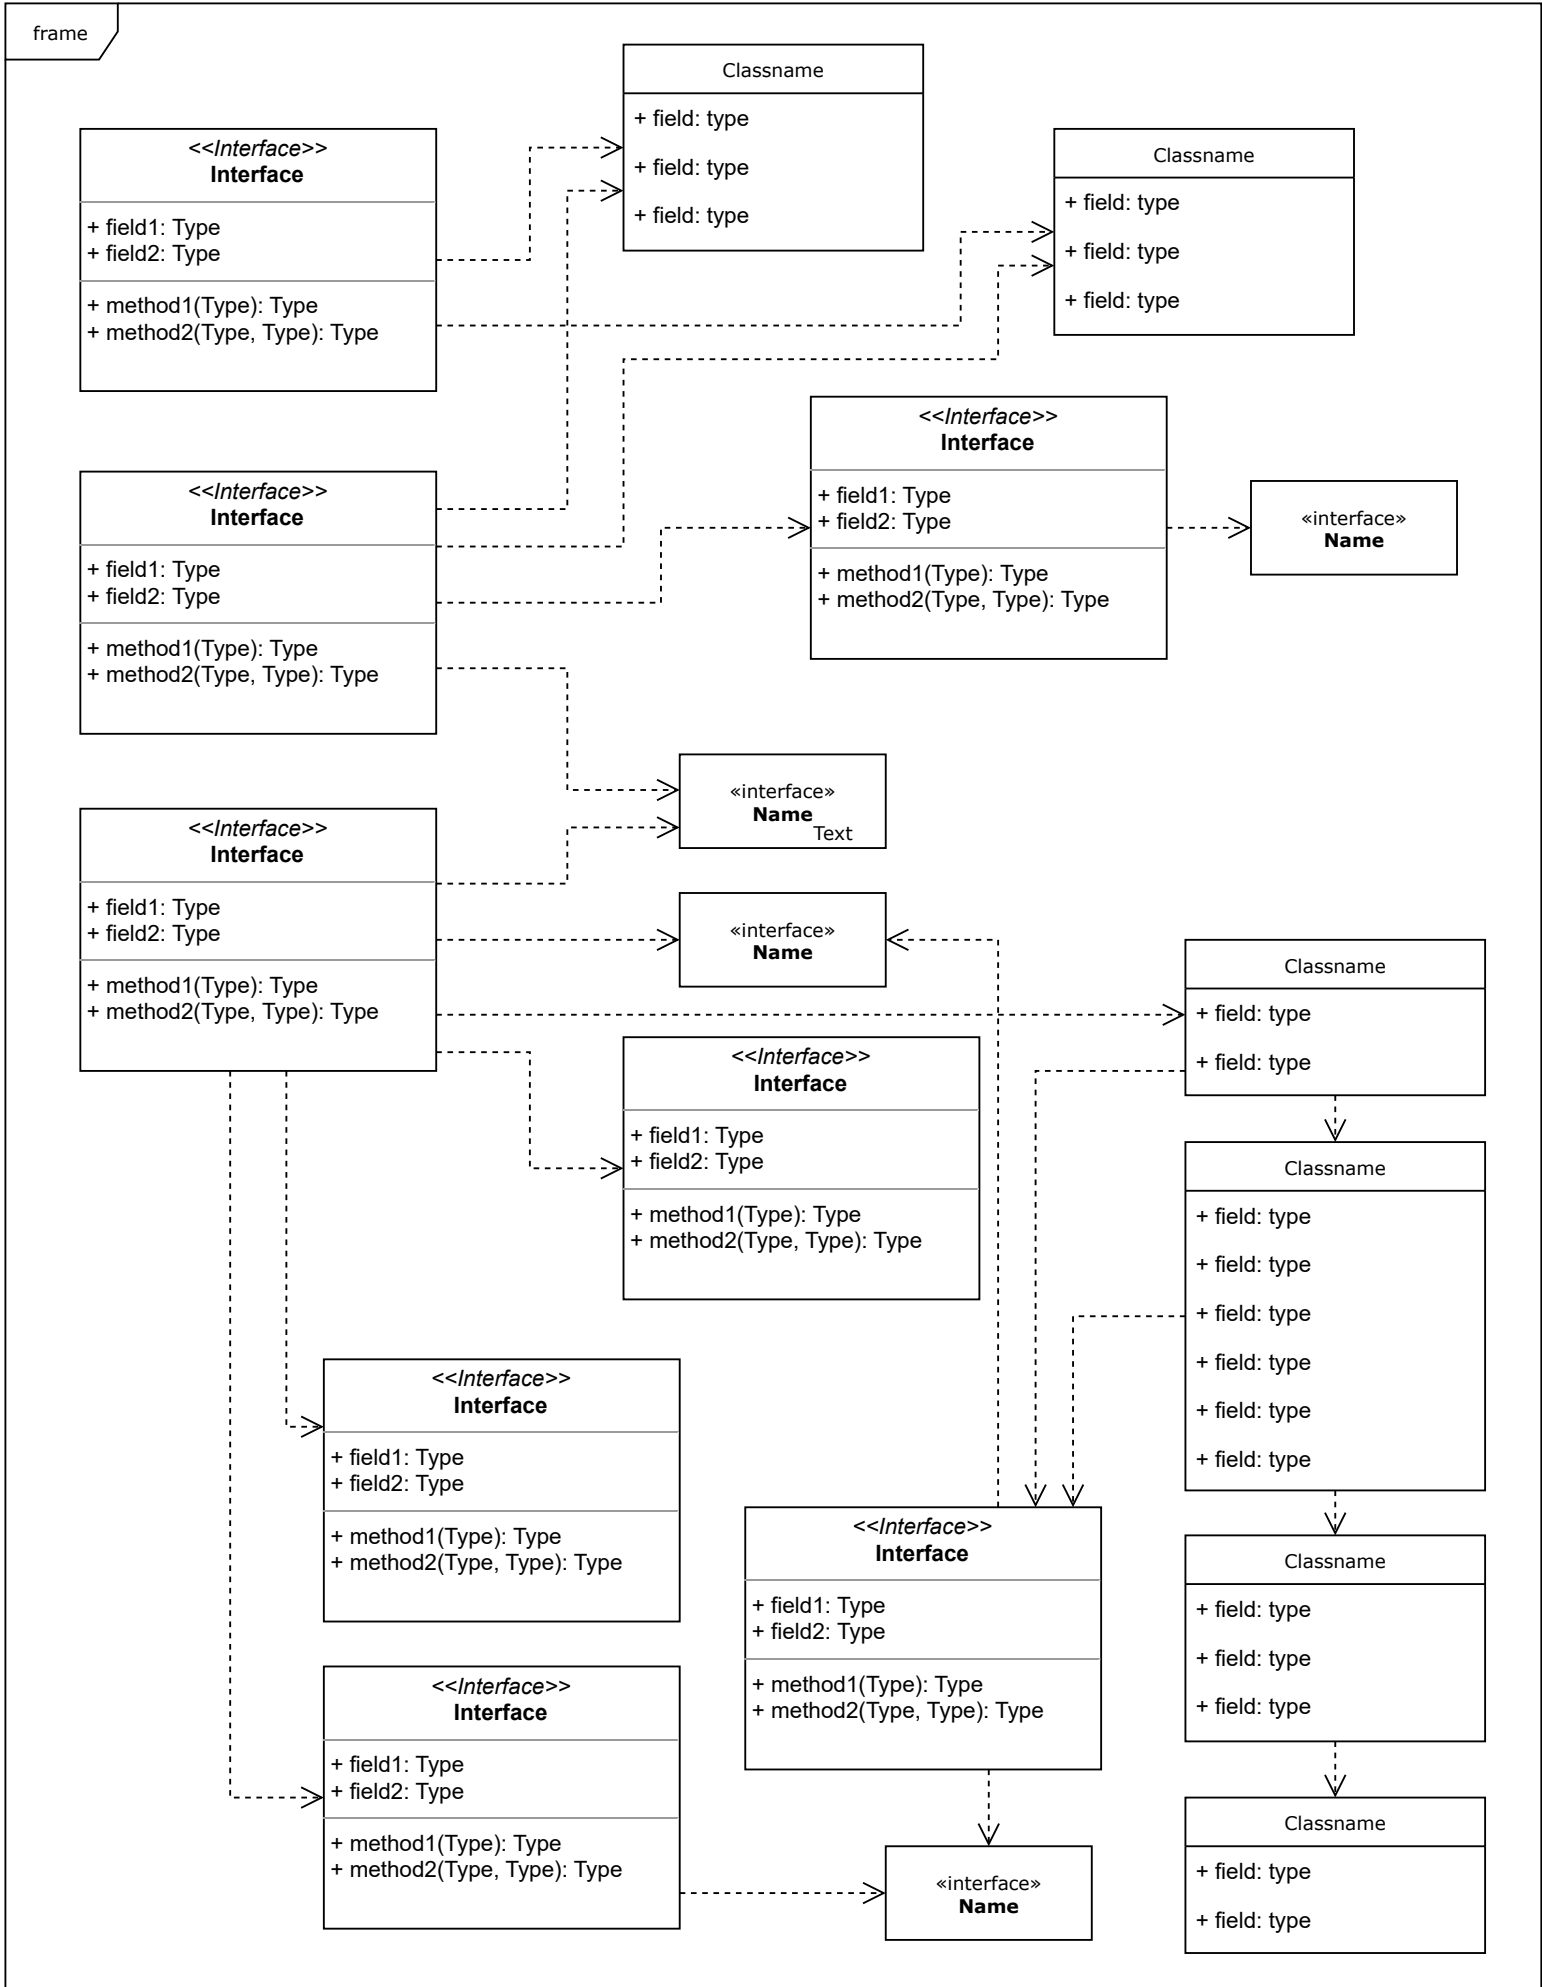 frame
Classname
+ field: type
+ field: type
+ field: type
<<Interface>>
Interface
+ field1: Type
+ field2: Type
+ method1(Type): Type
+ method2(Type, Type): Type
Classname
+ field: type
+ field: type
+ field: type
<<Interface>>
Interface
+ field1: Type
+ field2: Type
+ method1(Type): Type
+ method2(Type, Type): Type
<<Interface>>
Interface
+ field1: Type
+ field2: Type
+ method1(Type): Type
+ method2(Type, Type): Type
«interface»
Name
«interface»
Name
Text
<<Interface>>
Interface
+ field1: Type
+ field2: Type
+ method1(Type): Type
+ method2(Type, Type): Type
«interface»
Name
Classname
+ field: type
+ field: type
<<Interface>>
Interface
+ field1: Type
+ field2: Type
+ method1(Type): Type
+ method2(Type, Type): Type
Classname
+ field: type
+ field: type
+ field: type
+ field: type
+ field: type
+ field: type
<<Interface>>
Interface
+ field1: Type
+ field2: Type
+ method1(Type): Type
+ method2(Type, Type): Type
<<Interface>>
Interface
+ field1: Type
+ field2: Type
+ method1(Type): Type
+ method2(Type, Type): Type
Classname
+ field: type
+ field: type
+ field: type
<<Interface>>
Interface
+ field1: Type
+ field2: Type
+ method1(Type): Type
+ method2(Type, Type): Type
Classname
+ field: type
+ field: type
«interface»
Name